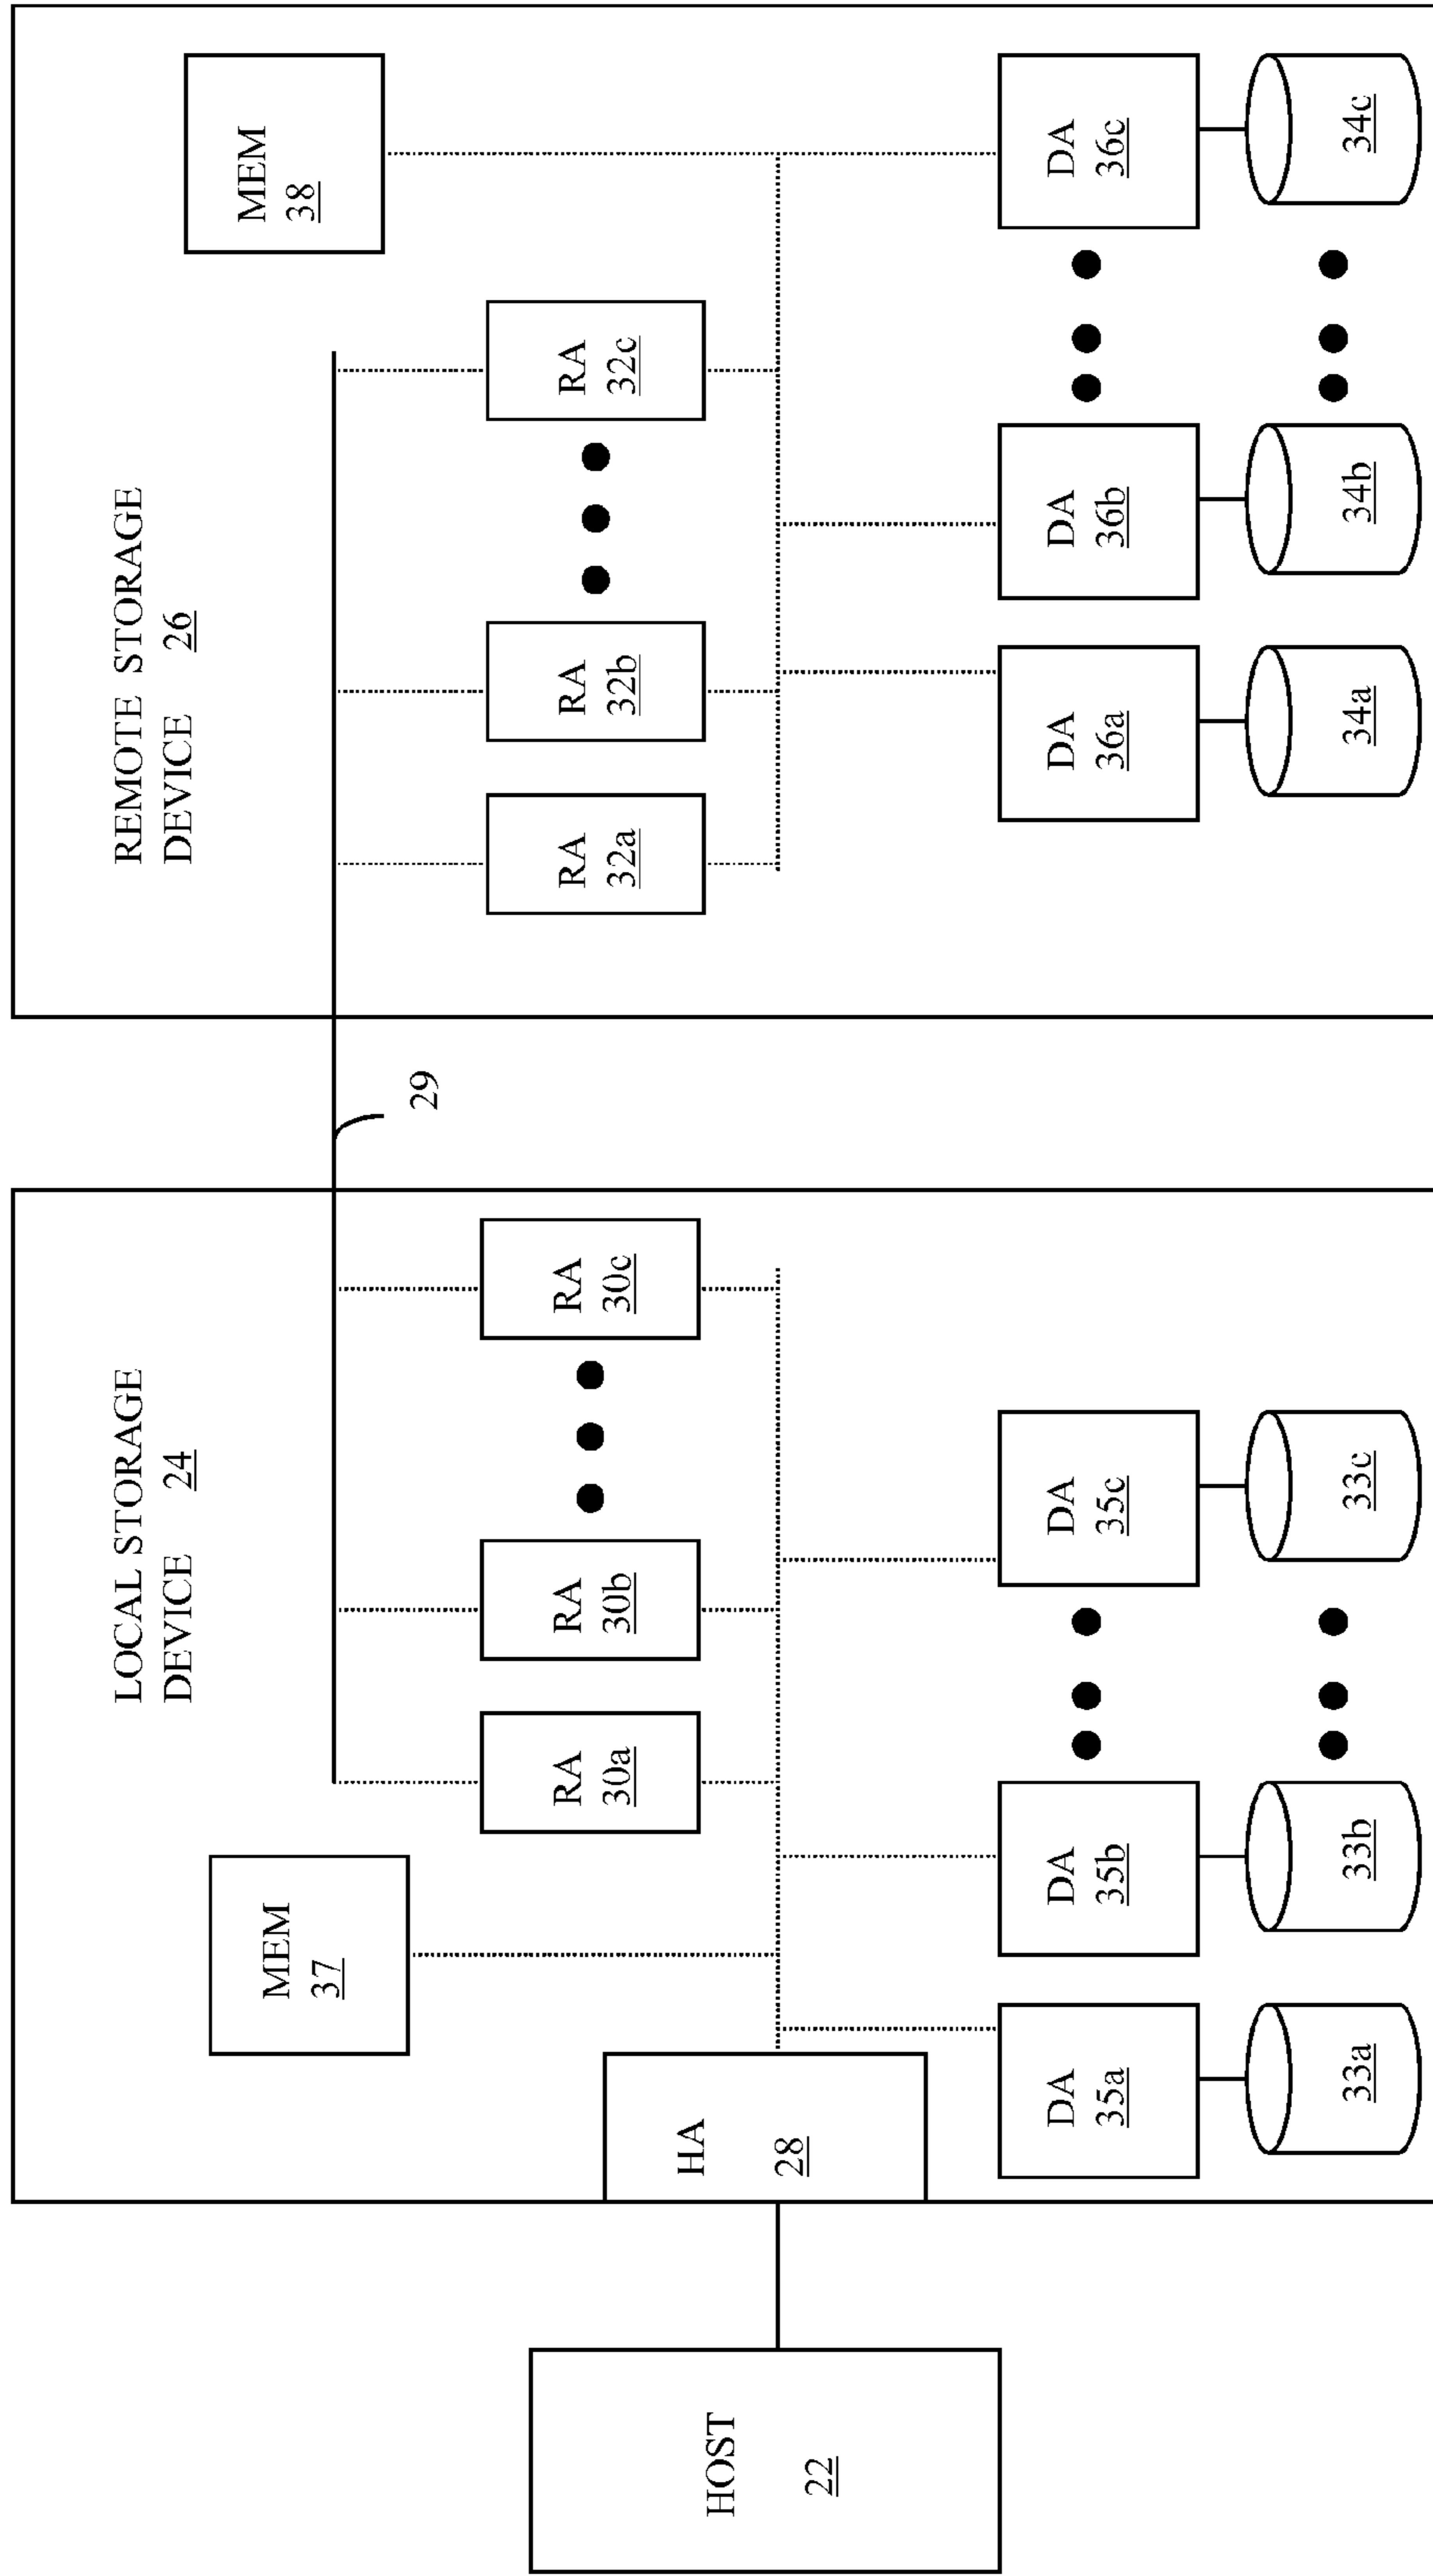 LOCAL STORAGE
DEVICE 24
REMOTE STORAGE
DEVICE 26
MEM
37
MEM
38
RA
30a
RA
30b
RA
30c
RA
32a
RA
32b
RA
32c
29
HOST
22
HA
28
DA
35a
DA
35b
DA
35c
DA
36a
DA
36b
DA
36c
33a
33b
33c
34a
34b
34c